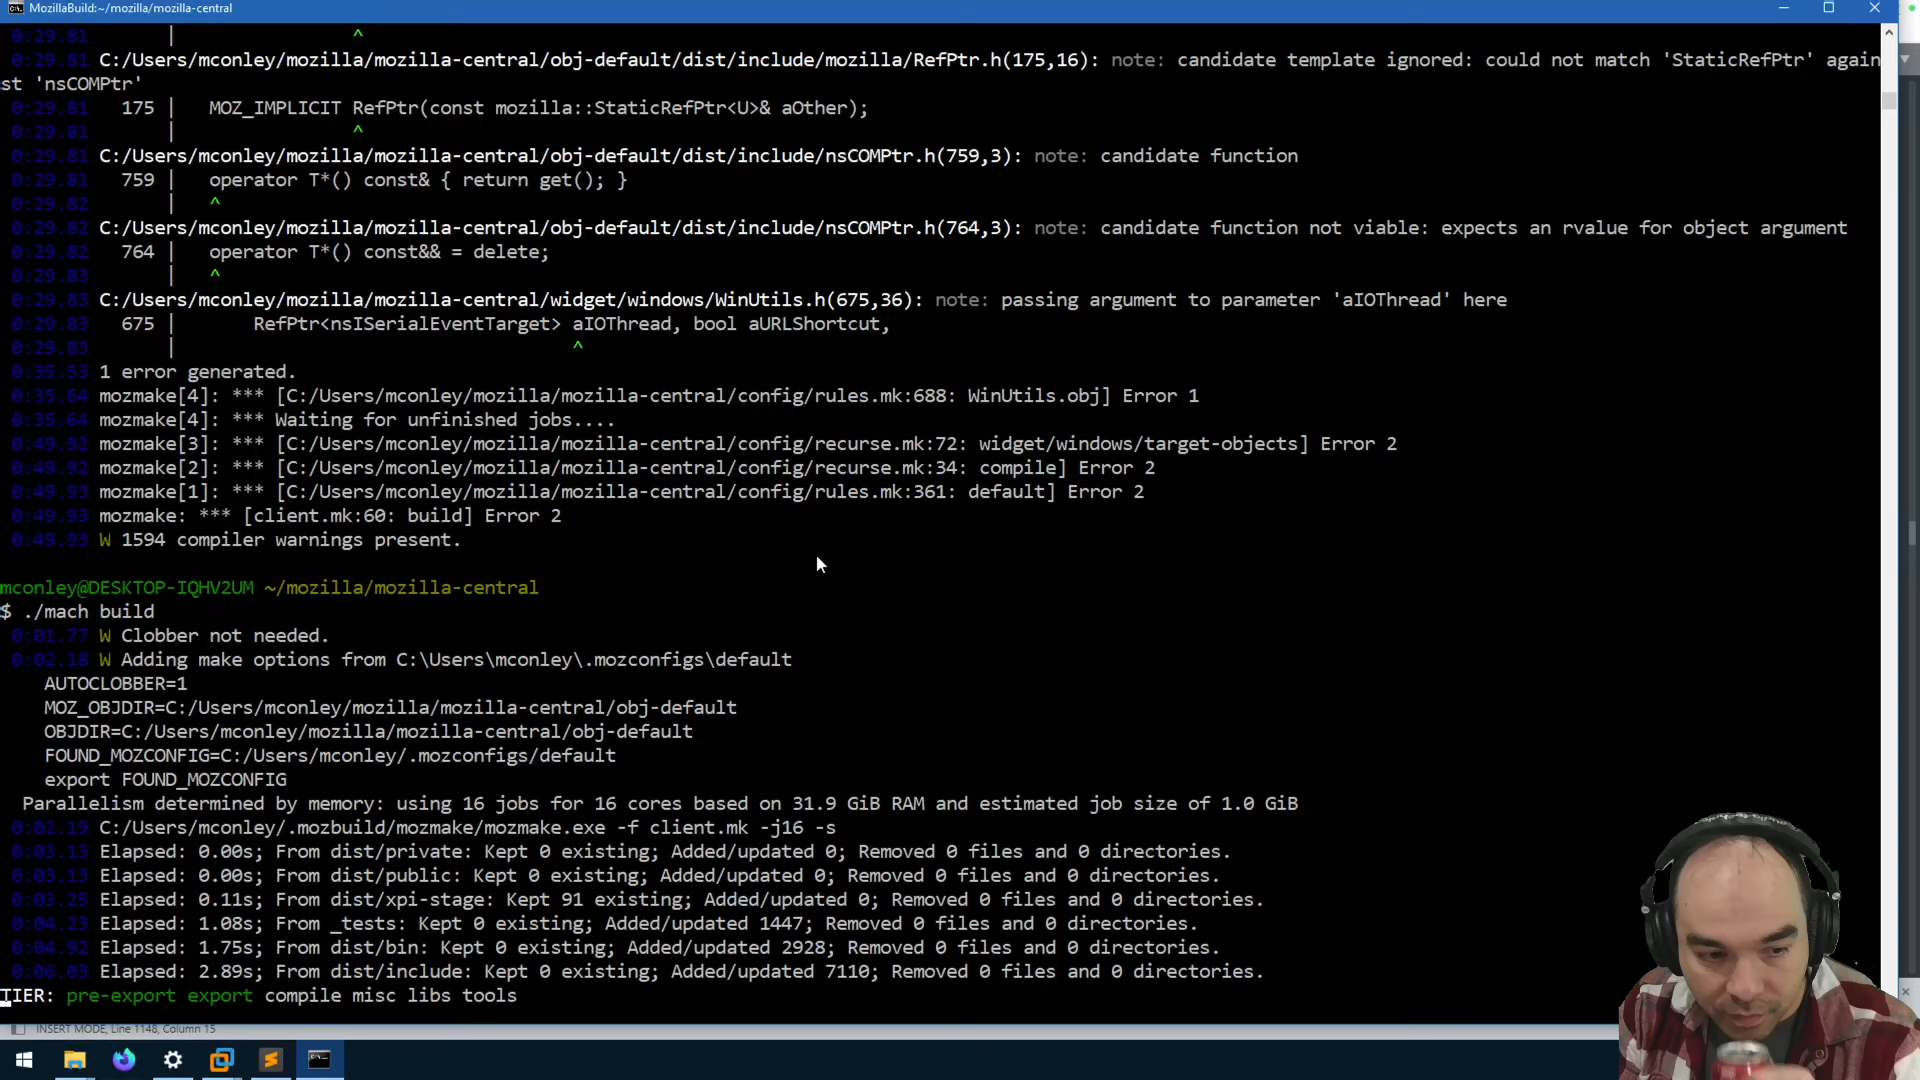 MozillaBuild:~/mozilla/mozilla-central
0:29.81 | ^
0:29.81 C:/Users/mconley/mozilla/mozilla-central/obj-default/dist/include/mozilla/RefPtr.h(175,16): note: candidate template ignored: could not match 'StaticRefPtr' again
st 'nsCOMPtr'
0:29.81 175 | MOZ_IMPLICIT RefPtr(const mozilla::StaticRefPtr<U>& aOther);
0:29.81 | ^
0:29.81 C:/Users/mconley/mozilla/mozilla-central/obj-default/dist/include/nsCOMPtr.h(759,3): note: candidate function
0:29.82 759 | operator T*() const& { return get(); }
0:29.82 | ^
0:29.82 C:/Users/mconley/mozilla/mozilla-central/obj-default/dist/include/nsCOMPtr.h(764,3): note: candidate function not viable: expects an rvalue for object argument
0:29.82 764 | operator T*() const&& = delete;
0:29.83 | ^
0:29.83 C:/Users/mconley/mozilla/mozilla-central/widget/windows/WinUtils.h(675,36): note: passing argument to parameter 'aIOThread' here
0:29.83 675 | RefPtr<nsISerialEventTarget> aIOThread, bool aURLShortcut,
0:29.83 | ^
0:35.53 1 error generated.
0:35.64 mozmake[4]: *** [C:/Users/mconley/mozilla/mozilla-central/config/rules.mk:688: WinUtils.obj] Error 1
0:35.64 mozmake[4]: *** Waiting for unfinished jobs....
0:49.92 mozmake[3]: *** [C:/Users/mconley/mozilla/mozilla-central/config/recurse.mk:72: widget/windows/target-objects] Error 2
0:49.92 mozmake[2]: *** [C:/Users/mconley/mozilla/mozilla-central/config/recurse.mk:34: compile] Error 2
0:49.93 mozmake[1]: *** [C:/Users/mconley/mozilla/mozilla-central/config/rules.mk:361: default] Error 2
0:49.93 mozmake: *** [client.mk:60: build] Error 2
0:49.93 W 1594 compiler warnings present.
mconley@DESKTOP-IQHV2UM ~/mozilla/mozilla-central
$ ./mach build
0:01.77 W Clobber not needed.
0:02.18 W Adding make options from C:\Users\mconley\.mozconfigs\default
AUTOCLOBBER=1
MOZ_OBJDIR=C:/Users/mconley/mozilla/mozilla-central/obj-default
OBJDIR=C:/Users/mconley/mozilla/mozilla-central/obj-default
FOUND_MOZCONFIG=C:/Users/mconley/.mozconfigs/default
export FOUND_MOZCONFIG
Parallelism determined by memory: using 16 jobs for 16 cores based on 31.9 GiB RAM and estimated job size of 1.0 GiB
0:02.19 C:/Users/mconley/.mozbuild/mozmake/mozmake.exe -f client.mk -j16 -s
0:03.13 Elapsed: 0.00s; From dist/private: Kept 0 existing; Added/updated 0; Removed 0 files and 0 directories.
0:03.13 Elapsed: 0.00s; From dist/public: Kept 0 existing; Added/updated 0; Removed 0 files and 0 directories.
0:03.25 Elapsed: 0.11s; From dist/xpi-stage: Kept 91 existing; Added/updated 0; Removed 0 files and 0 directories.
0:04.23 Elapsed: 1.08s; From _tests: Kept 0 existing; Added/updated 1447; Removed 0 files and 0 directories.
0:04.92 Elapsed: 1.75s; From dist/bin: Kept 0 existing; Added/updated 2928; Removed 0 files and 0 directories.
0:06.03 Elapsed: 2.89s; From dist/include: Kept 0 existing; Added/updated 7110; Removed 0 files and 0 directories.
TIER: pre-export export compile misc libs tools
INSERT MODE, Line 1148, Column 15